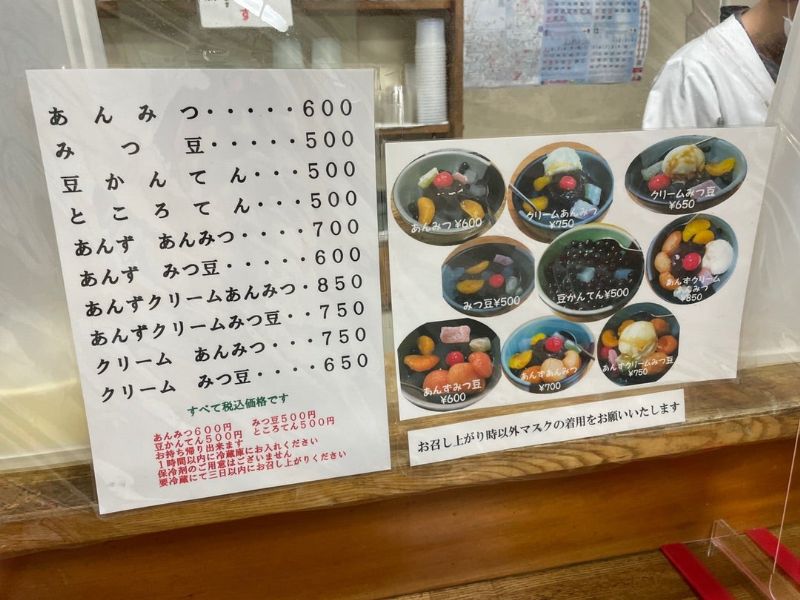 す
あんみつ・・・・・600
みつ豆・・・・・500
豆かんてん・・・500
ところてん・・・500
あんず あんみつ・・・・700
あんず みつ豆・・・・・600
あんずクリームあんみつ・850
あんずクリームみつ豆・・750
クリーム あんみつ・・・750
クリーム みつ豆・・・・650
すべて税込価格です
あんみつ600円 みつ豆500円
豆かんてん500円 ところてん500円
お持ち帰り出来ます
1時間以内に冷蔵庫にお入れください
保冷剤のご用意はございません
要冷蔵にて三日以内にお召し上がりください
あんみつ¥600
クリームあんみつ
¥750
クリームみつ豆
¥650
みつ豆¥500
豆かんてん¥500
あんずクリーム
あんみつ
¥850
あんずみつ豆
¥600
あんずあんみつ
¥700
あんずクリームみつ豆
¥750
お召し上がり時以外マスクの着用をお願いいたします